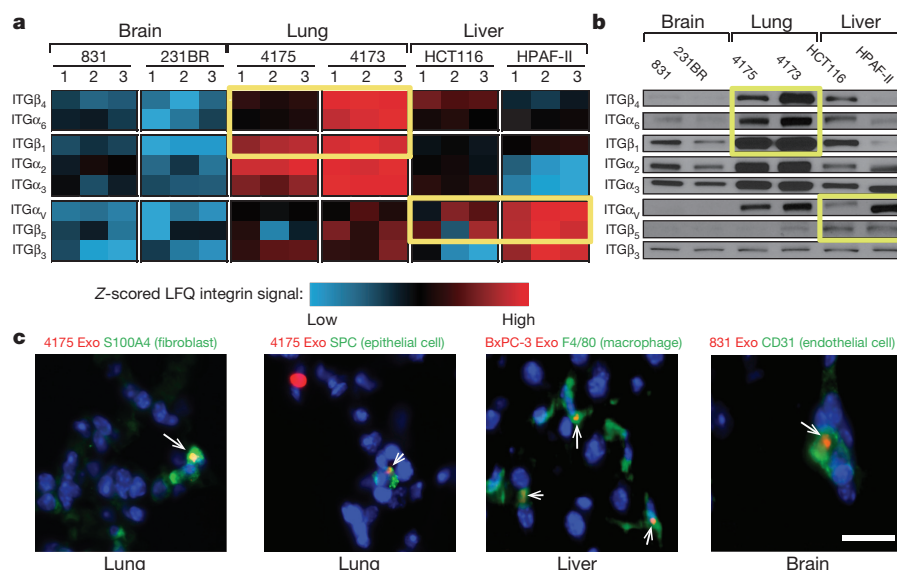 a
Brain Lung Liver
831 231BR 4175 4173 HCT116 HPAF-II
1 2 3 1 2 3 1 2 3 1 2 3 1 2 3 1 2 3
ITGβ4
ITGα6
ITGβ1
ITGα2
ITGα3
ITGαV
ITGβ5
ITGβ3
Z-scored LFQ integrin signal:
Low High
b
Brain Lung Liver
831 231BR 4175 4173 HCT116 HPAF-II
ITGβ4
ITGα6
ITGβ1
ITGα2
ITGα3
ITGαV
ITGβ5
ITGβ3
c
4175 Exo S100A4 (fibroblast)
Lung
4175 Exo SPC (epithelial cell)
Lung
BxPC-3 Exo F4/80 (macrophage)
Liver
831 Exo CD31 (endothelial cell)
Brain